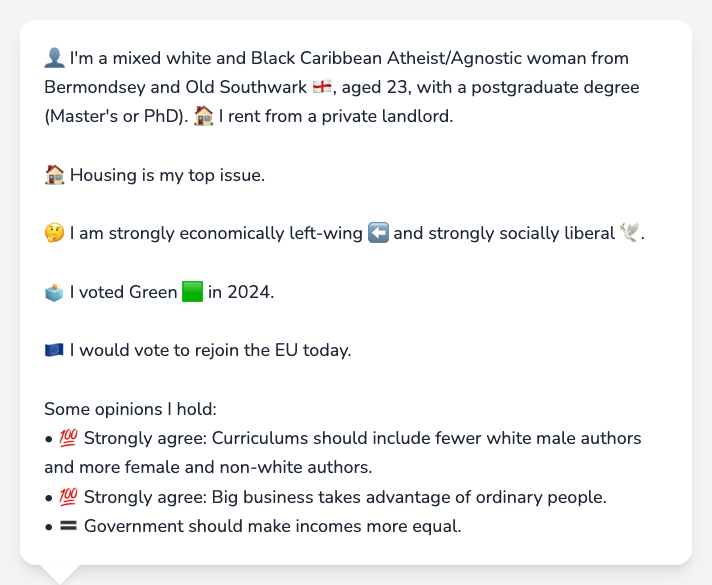 👤 I'm a mixed white and Black Caribbean Atheist/Agnostic woman from
Bermondsey and Old Southwark 🏴󠁧󠁢󠁥󠁮󠁧󠁿, aged 23, with a postgraduate degree
(Master's or PhD). 🏠 I rent from a private landlord.
🏠 Housing is my top issue.
🤔 I am strongly economically left-wing ⬅️ and strongly socially liberal 🕊️.
🗳️ I voted Green 🟩 in 2024.
🇪🇺 I would vote to rejoin the EU today.
Some opinions I hold:
• 💯 Strongly agree: Curriculums should include fewer white male authors
and more female and non-white authors.
• 💯 Strongly agree: Big business takes advantage of ordinary people.
• 🟰 Government should make incomes more equal.